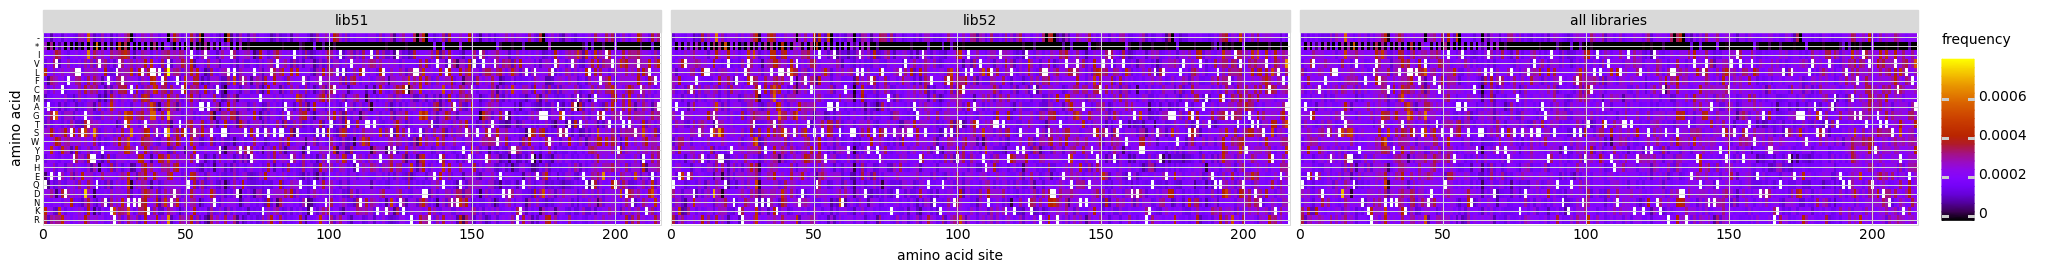 lib51
lib52
all libraries
frequency
0.0006
0.0004
0.0002
0
amino acid
-
*
I
V
L
F
C
M
A
G
T
S
W
Y
P
H
E
Q
D
N
K
R
0 50 100 150 200
0 50 100 150 200
0 50 100 150 200
amino acid site